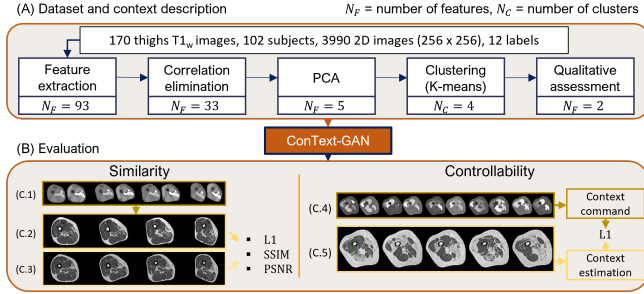 (A) Dataset and context description
N_F = number of features, N_C = number of clusters
170 thighs T1_w images, 102 subjects, 3990 2D images (256 x 256), 12 labels
Feature
extraction
N_F = 93
Correlation
elimination
N_F = 33
PCA
N_F = 5
Clustering
(K-means)
N_C = 4
Qualitative
assessment
N_F = 2
ConText-GAN
(B) Evaluation
Similarity
(C.1)
(C.2)
(C.3)
▪ L1
▪ SSIM
▪ PSNR
Controllability
(C.4)
(C.5)
Context
command
L1
Context
estimation